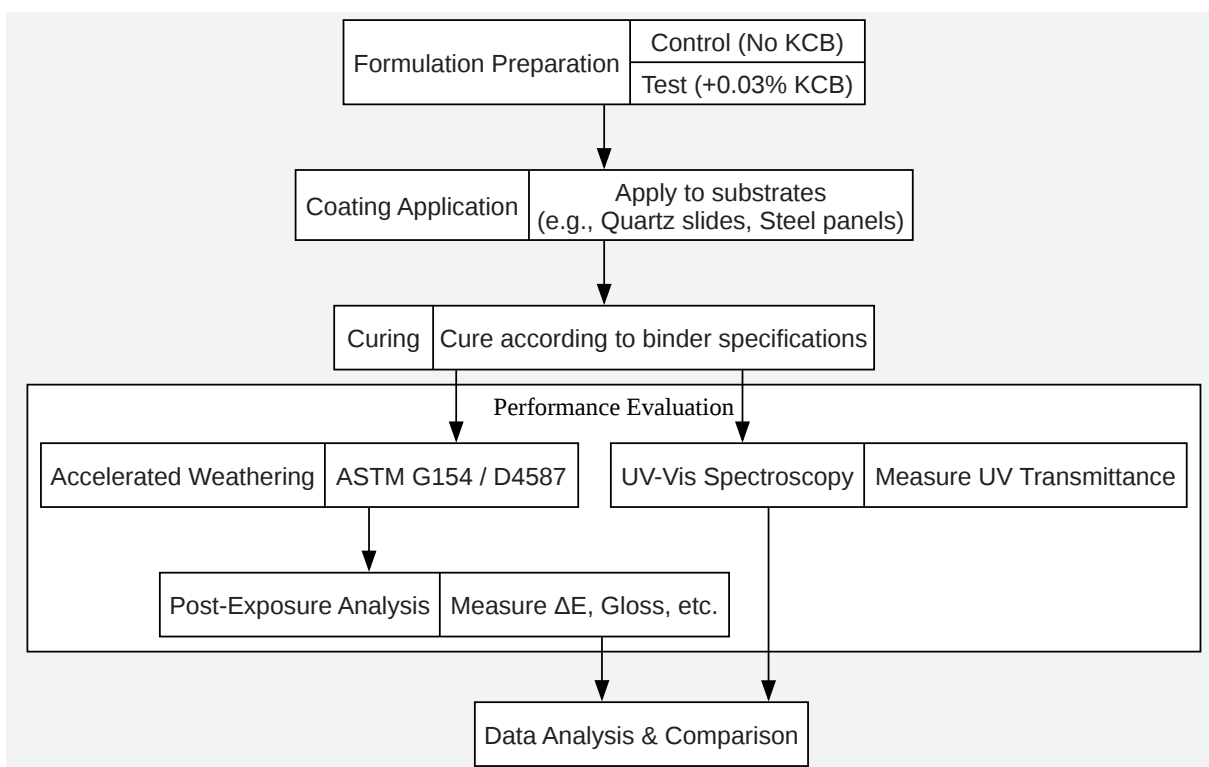 Formulation Preparation
Control (No KCB)
Test (+0.03% KCB)
Coating Application
Apply to substrates
(e.g., Quartz slides, Steel panels)
Curing
Cure according to binder specifications
Performance Evaluation
Accelerated Weathering
ASTM G154 / D4587
UV-Vis Spectroscopy
Measure UV Transmittance
Post-Exposure Analysis
Measure ΔE, Gloss, etc.
Data Analysis & Comparison